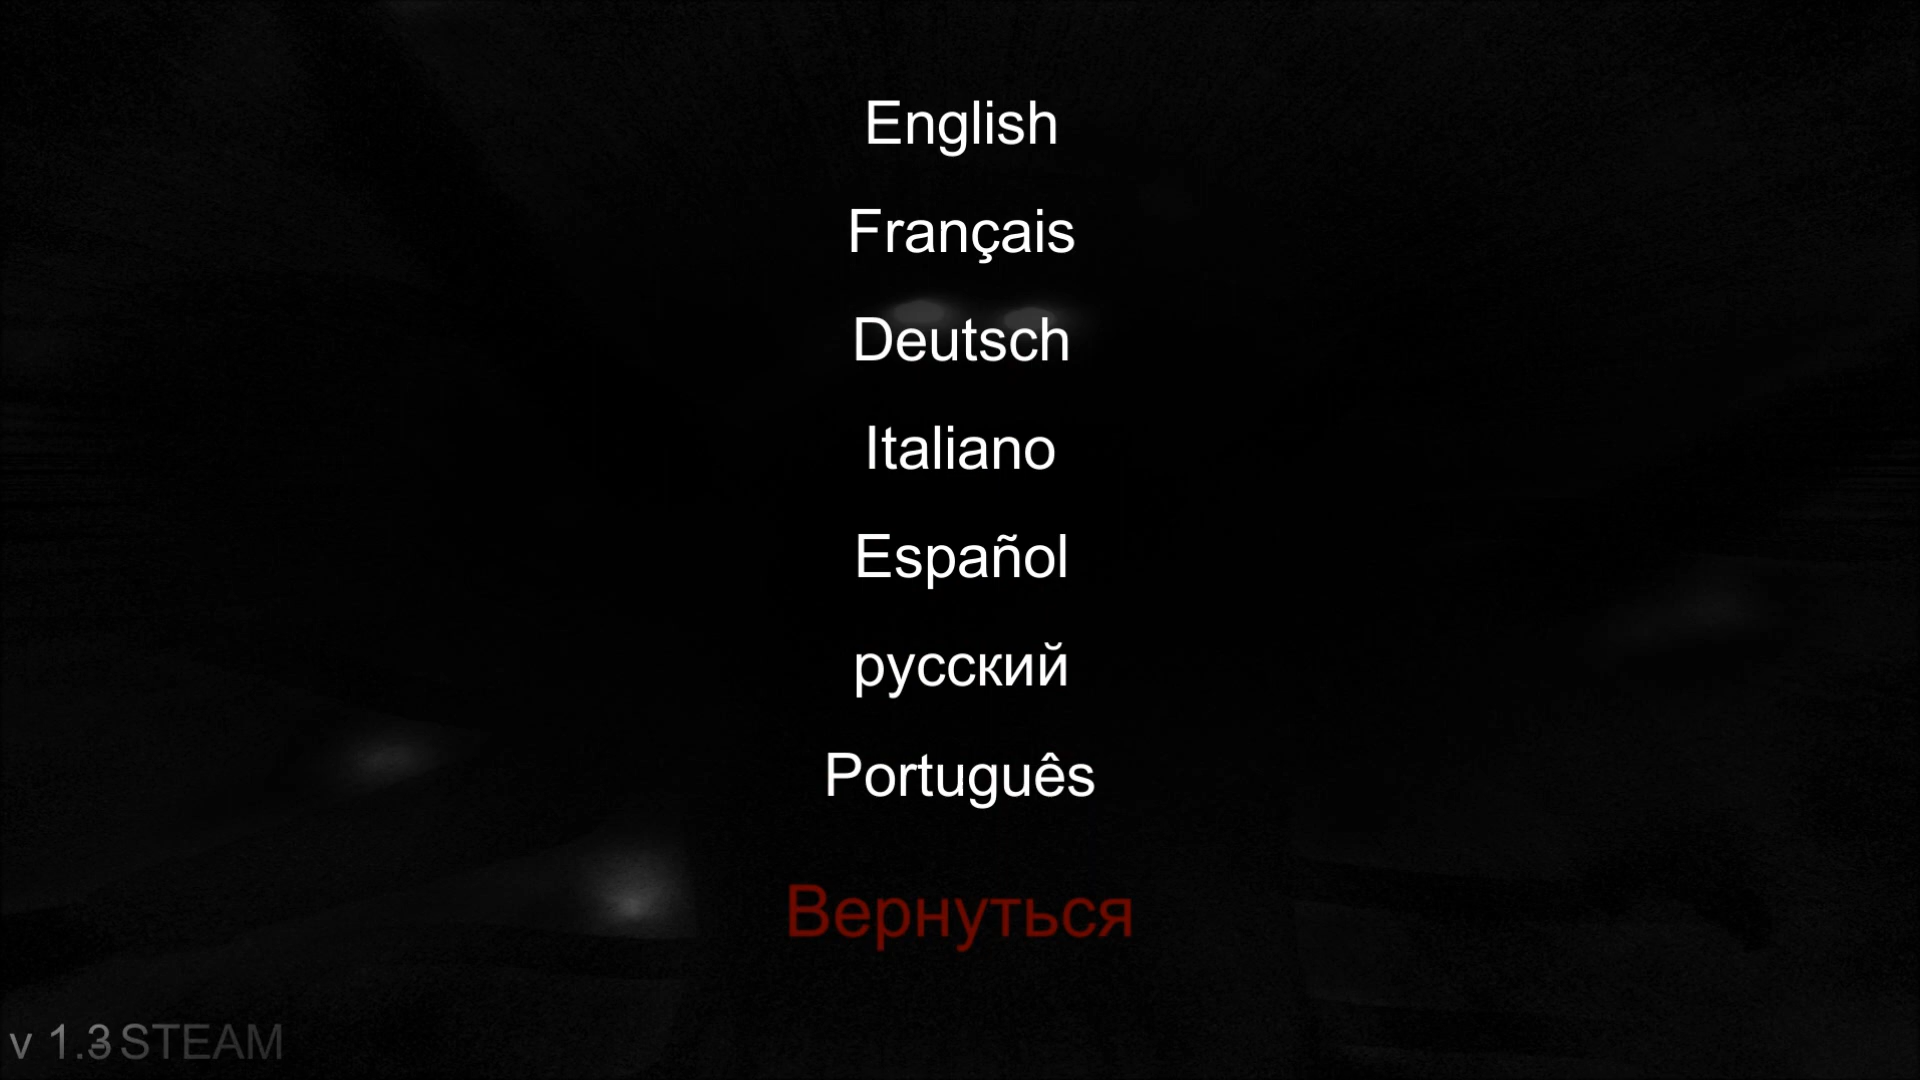 English
Français
Deutsch
Italiano
Español
русский
Português
Вернуться
v 1.3 STEAM